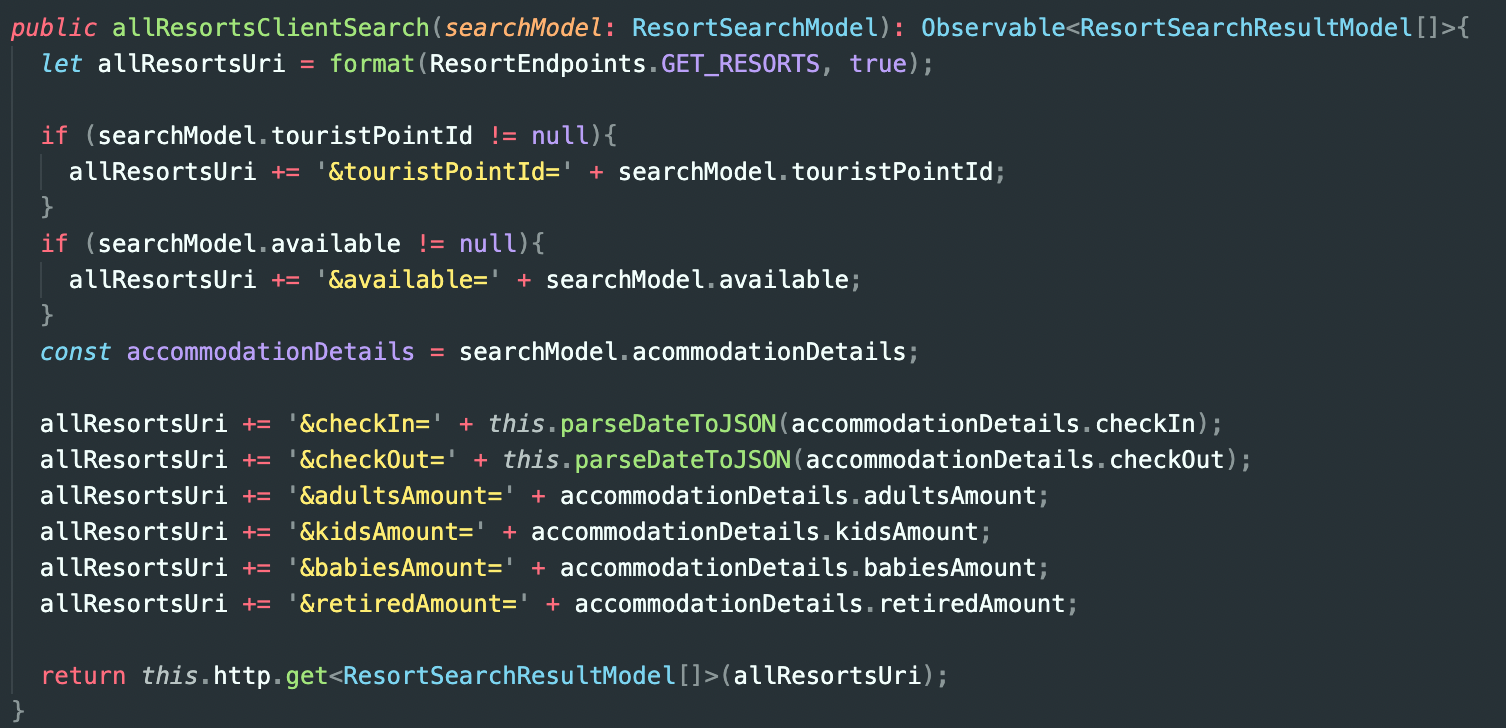 public allResortsClientSearch(searchModel: ResortSearchModel): Observable<ResortSearchResultModel[]>{
  let allResortsUri = format(ResortEndpoints.GET_RESORTS, true);

  if (searchModel.touristPointId != null){
    allResortsUri += '&touristPointId=' + searchModel.touristPointId;
  }
  if (searchModel.available != null){
    allResortsUri += '&available=' + searchModel.available;
  }
  const accommodationDetails = searchModel.acommodationDetails;

  allResortsUri += '&checkIn=' + this.parseDateToJSON(accommodationDetails.checkIn);
  allResortsUri += '&checkOut=' + this.parseDateToJSON(accommodationDetails.checkOut);
  allResortsUri += '&adultsAmount=' + accommodationDetails.adultsAmount;
  allResortsUri += '&kidsAmount=' + accommodationDetails.kidsAmount;
  allResortsUri += '&babiesAmount=' + accommodationDetails.babiesAmount;
  allResortsUri += '&retiredAmount=' + accommodationDetails.retiredAmount;

  return this.http.get<ResortSearchResultModel[]>(allResortsUri);
}